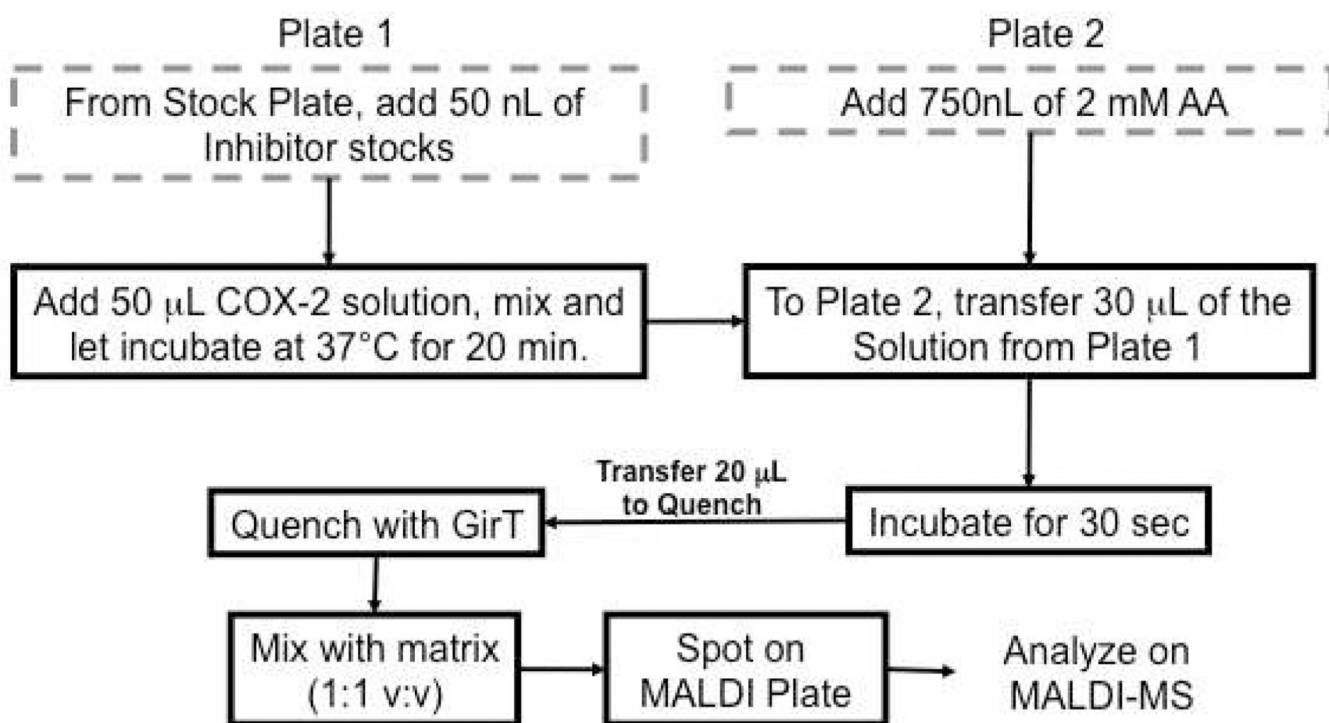 Plate 1
Plate 2
From Stock Plate, add 50 nL of
Inhibitor stocks
Add 750nL of 2 mM AA
Add 50 μL COX-2 solution, mix and
let incubate at 37°C for 20 min.
To Plate 2, transfer 30 μL of the
Solution from Plate 1
Incubate for 30 sec
Transfer 20 μL
to Quench
Quench with GirT
Mix with matrix
(1:1 v:v)
Spot on
MALDI Plate
Analyze on
MALDI-MS